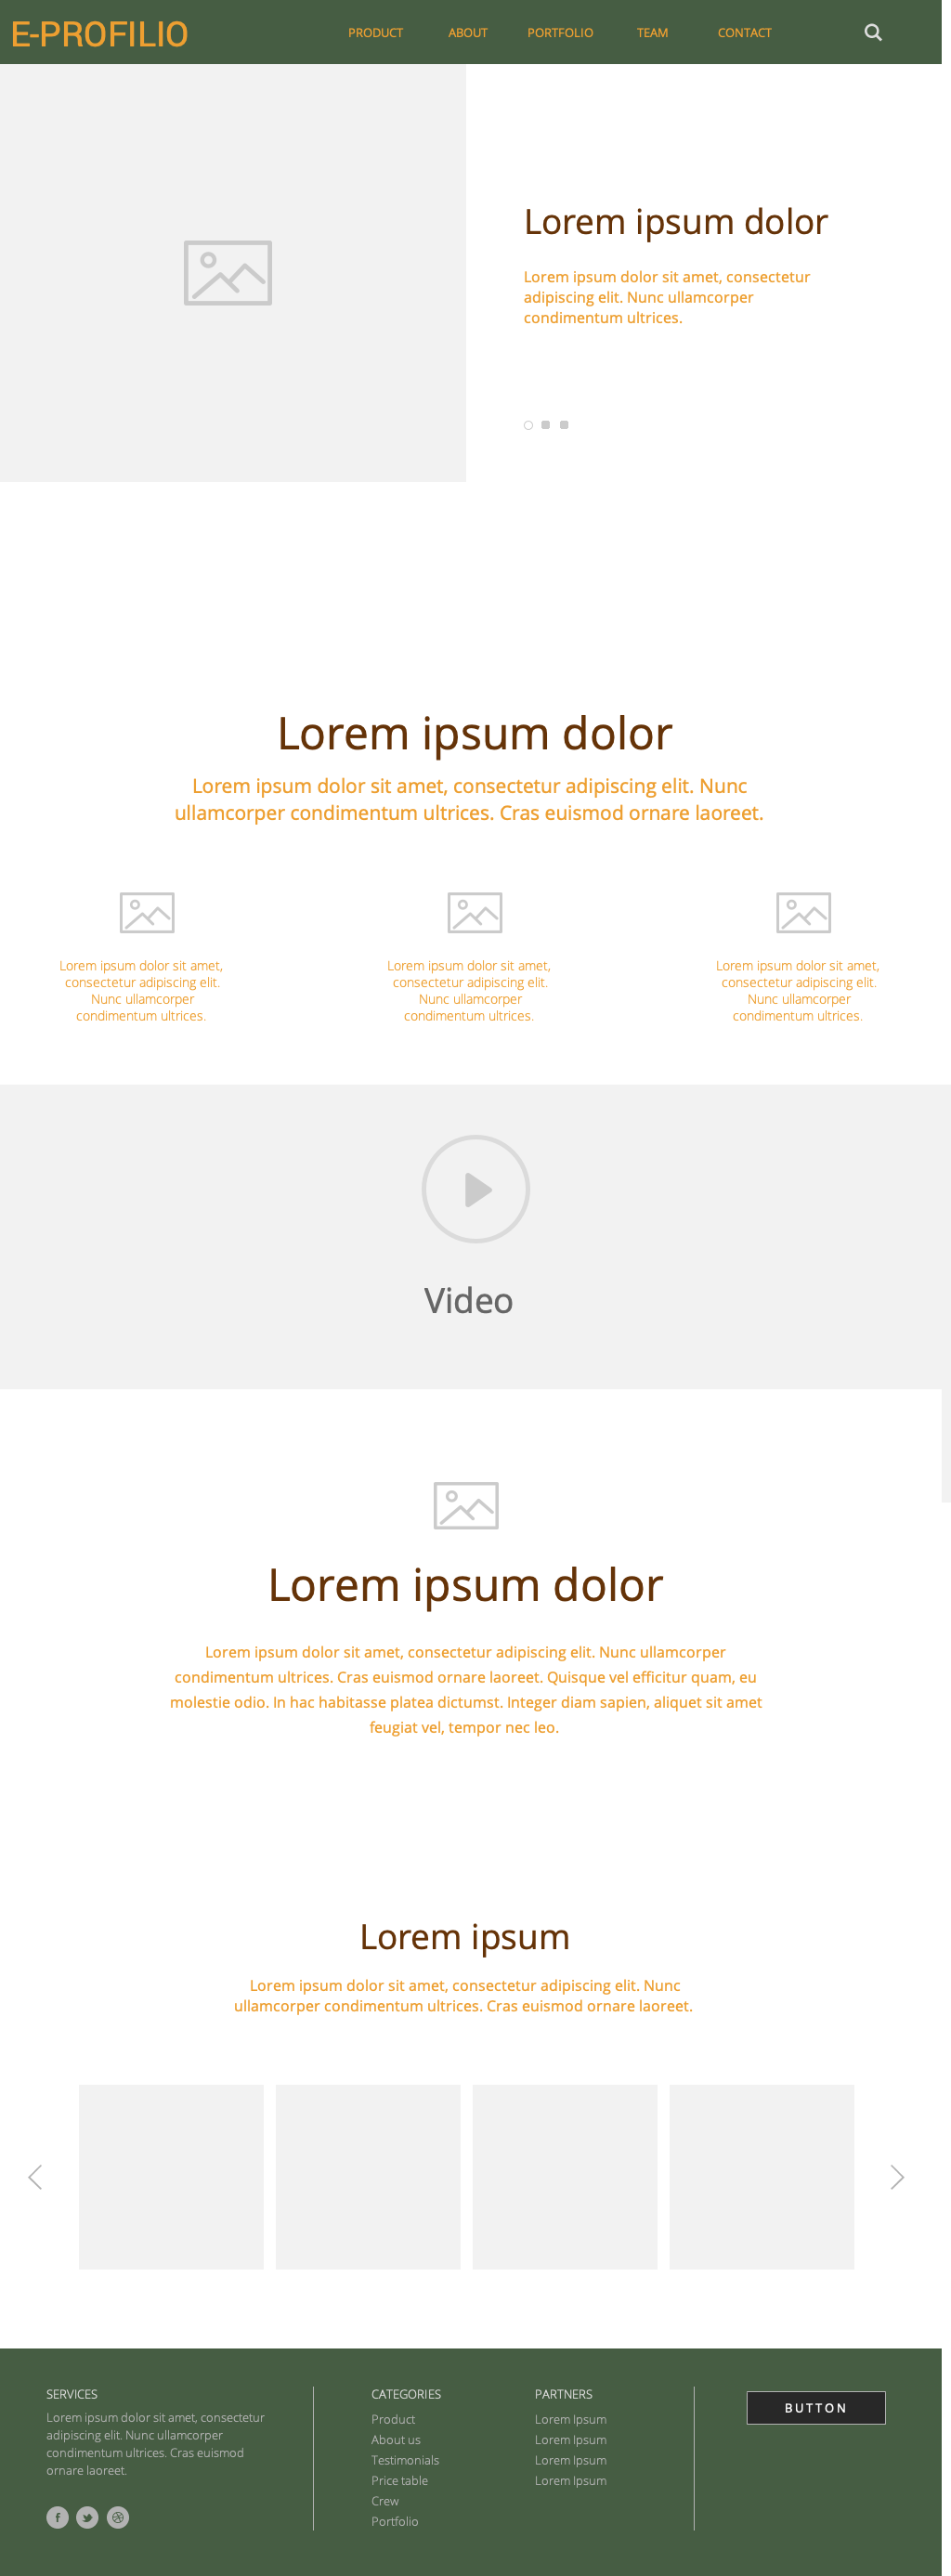 E-PROFILIO
PRODUCT ABOUT PORTFOLIO TEAM CONTACT
Lorem ipsum dolor
Lorem ipsum dolor sit amet, consectetur
adipiscing elit. Nunc ullamcorper
condimentum ultrices.
Lorem ipsum dolor
Lorem ipsum dolor sit amet, consectetur adipiscing elit. Nunc
ullamcorper condimentum ultrices. Cras euismod ornare laoreet.
Lorem ipsum dolor sit amet,
consectetur adipiscing elit.
Nunc ullamcorper
condimentum ultrices.
Lorem ipsum dolor sit amet,
consectetur adipiscing elit.
Nunc ullamcorper
condimentum ultrices.
Lorem ipsum dolor sit amet,
consectetur adipiscing elit.
Nunc ullamcorper
condimentum ultrices.
Video
Lorem ipsum dolor
Lorem ipsum dolor sit amet, consectetur adipiscing elit. Nunc ullamcorper
condimentum ultrices. Cras euismod ornare laoreet. Quisque vel efficitur quam, eu
molestie odio. In hac habitasse platea dictumst. Integer diam sapien, aliquet sit amet
feugiat vel, tempor nec leo.
Lorem ipsum
Lorem ipsum dolor sit amet, consectetur adipiscing elit. Nunc
ullamcorper condimentum ultrices. Cras euismod ornare laoreet.
SERVICES
Lorem ipsum dolor sit amet, consectetur
adipiscing elit. Nunc ullamcorper
condimentum ultrices. Cras euismod
ornare laoreet.
CATEGORIES
Product
About us
Testimonials
Price table
Crew
Portfolio
PARTNERS
Lorem Ipsum
Lorem Ipsum
Lorem Ipsum
Lorem Ipsum
BUTTON